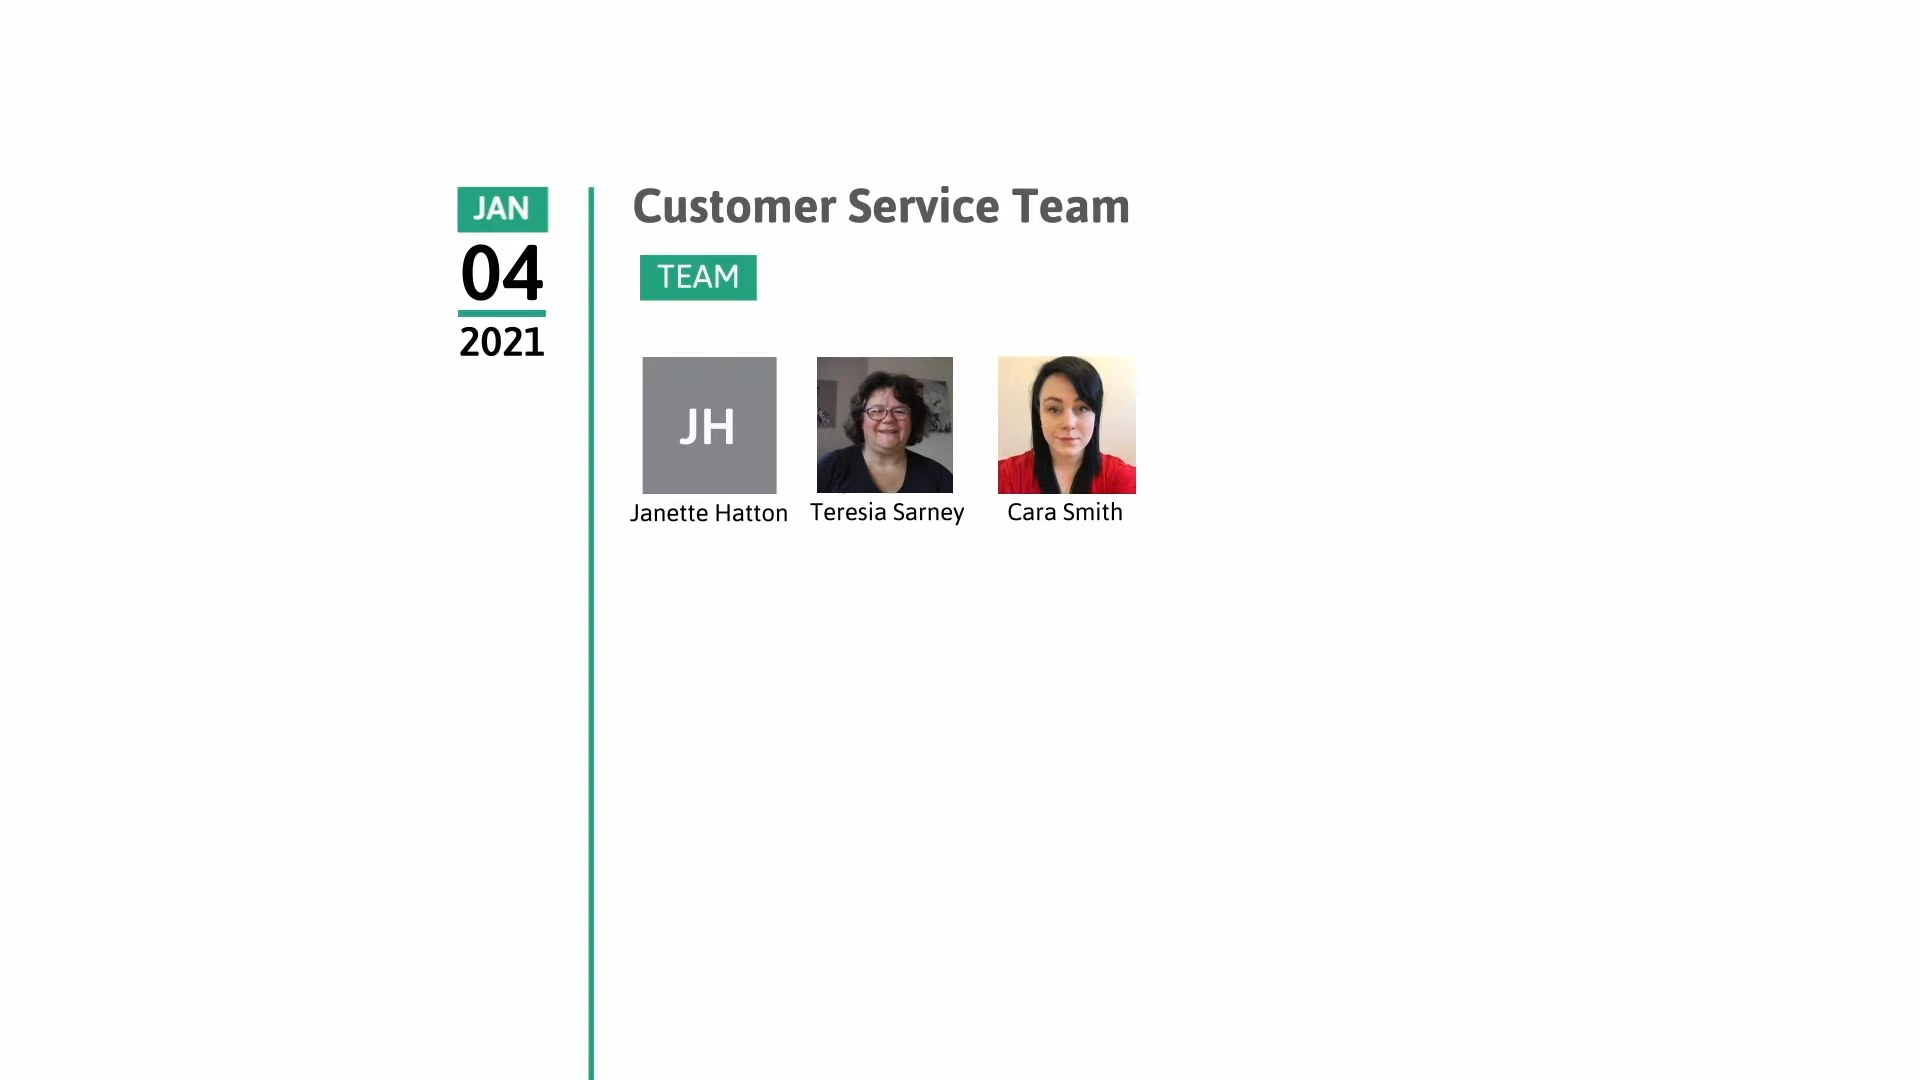 JAN
04
2021
Customer Service Team
TEAM
JH
Janette Hatton
Teresia Sarney
Cara Smith